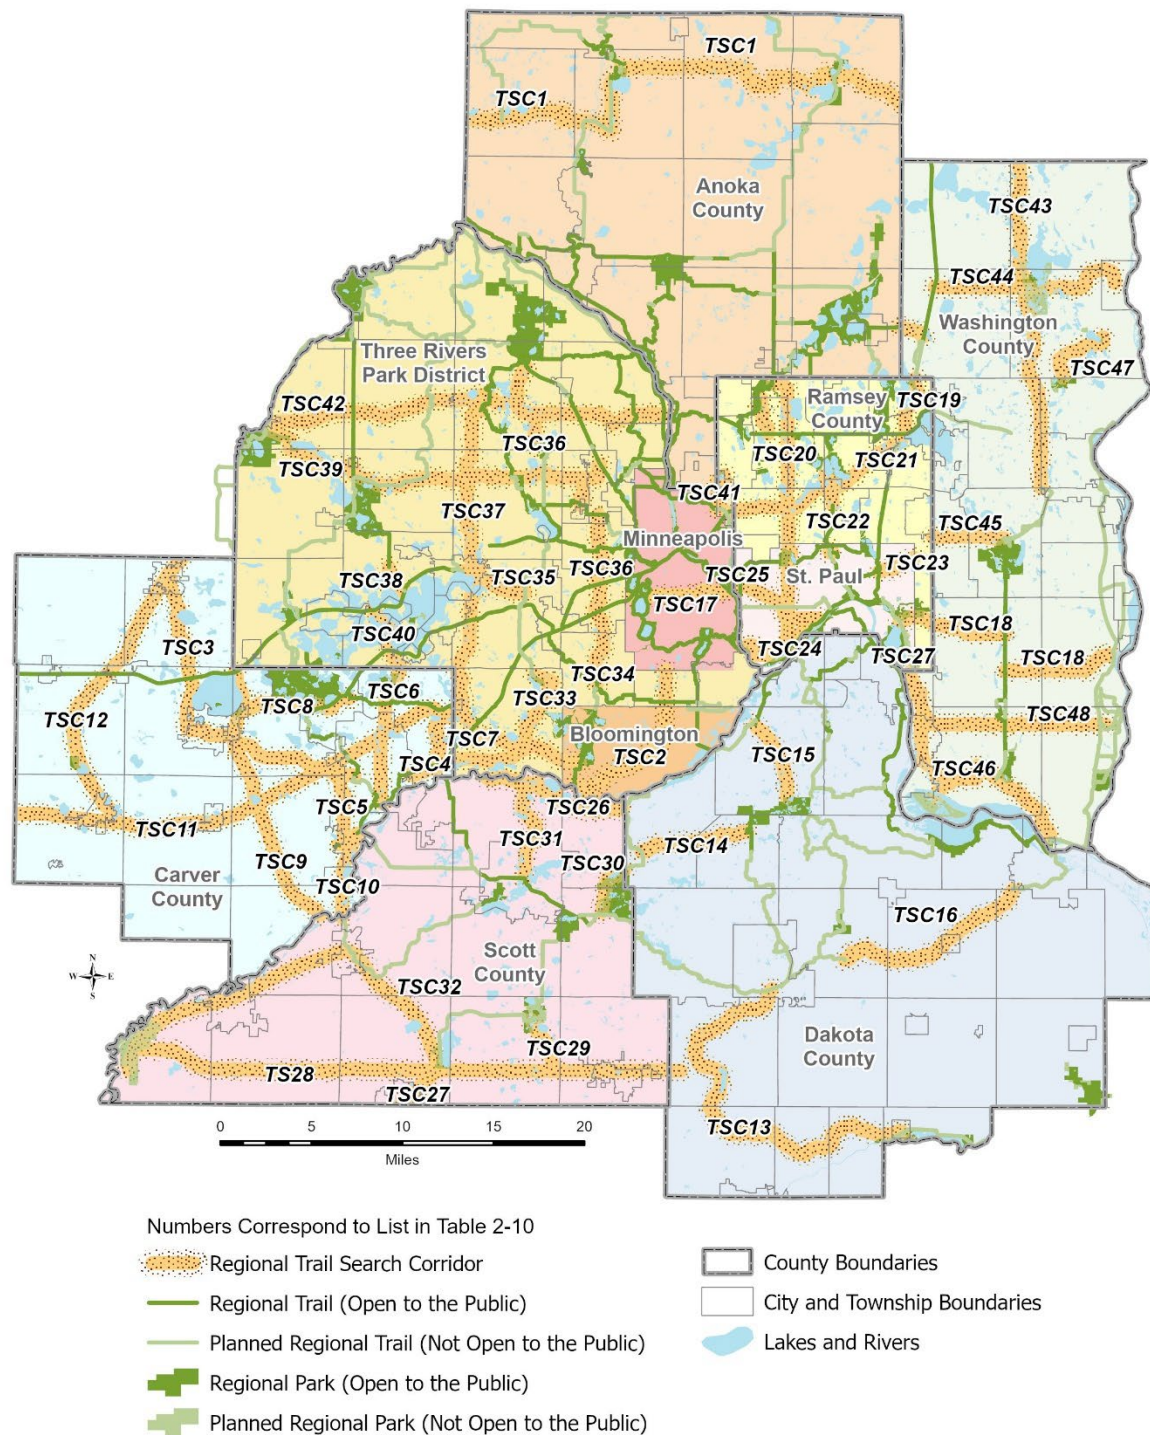 TSC1
TSC1
Anoka
County
TSC43
TSC44
Washington
County
TSC47
Three Rivers
Park District
TSC42
Ramsey
County
TSC19
TSC36
TSC20
TSC21
TSC39
TSC41
TSC37
TSC22
TSC45
Minneapolis
TSC23
TSC38
TSC35
TSC36
TSC25
St. Paul
TSC17
TSC18
TSC40
TSC3
TSC24
TSC27
TSC18
TSC34
TSC6
TSC33
TSC8
TSC12
TSC48
TSC7
Bloomington
TSC2
TSC15
TSC4
TSC46
TSC5
TSC26
TSC11
TSC31
TSC14
TSC9
TSC30
Carver
County
TSC10
TSC16
Scott
County
N
W
E
S
TSC32
Dakota
County
TSC29
TS28
TSC27
TSC13
0 5 10 15 20
Miles
Numbers Correspond to List in Table 2-10
Regional Trail Search Corridor
Regional Trail (Open to the Public)
Planned Regional Trail (Not Open to the Public)
Regional Park (Open to the Public)
Planned Regional Park (Not Open to the Public)
County Boundaries
City and Township Boundaries
Lakes and Rivers